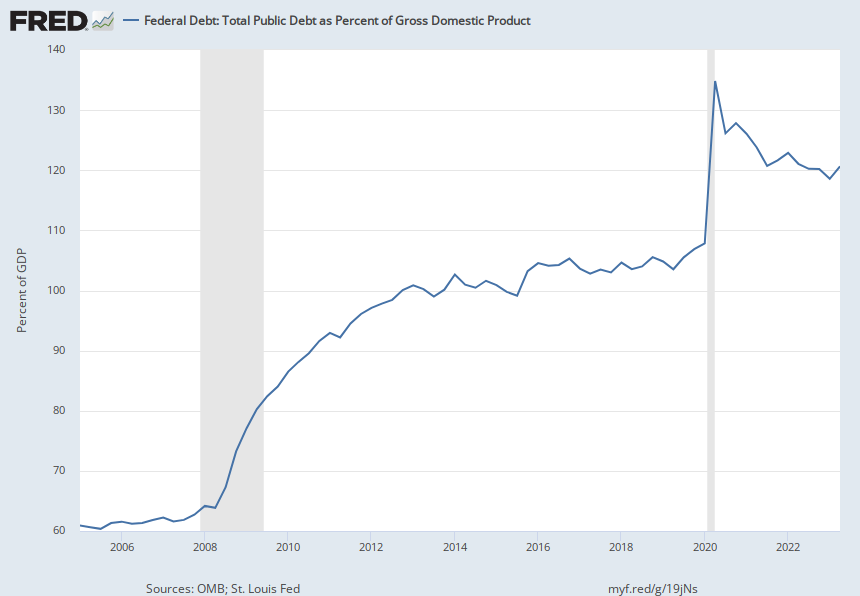 FRED
Federal Debt: Total Public Debt as Percent of Gross Domestic Product
140
130
120
110
100
90
80
70
60
Percent of GDP
2006 2008 2010 2012 2014 2016 2018 2020 2022
Sources: OMB; St. Louis Fed
myf.red/g/19jNs